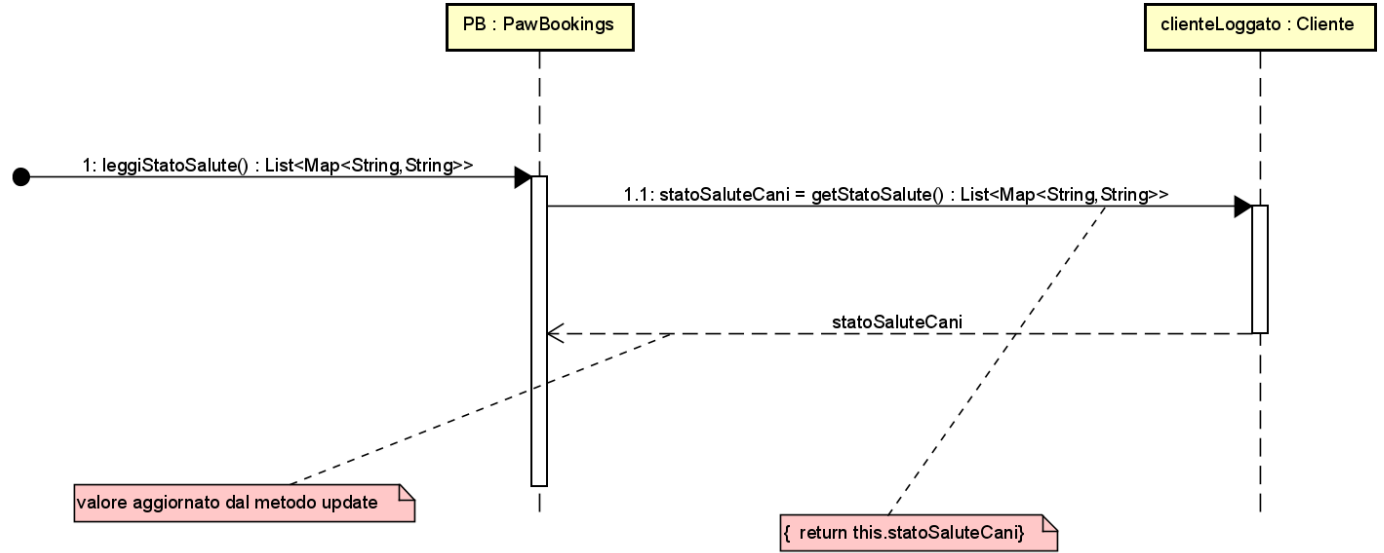 PB : PawBookings
clienteLoggato : Cliente
1: leggiStatoSalute() : List<Map<String,String>>
1.1: statoSaluteCani = getStatoSalute() : List<Map<String,String>>
statoSaluteCani
valore aggiornato dal metodo update
{ return this.statoSaluteCani}